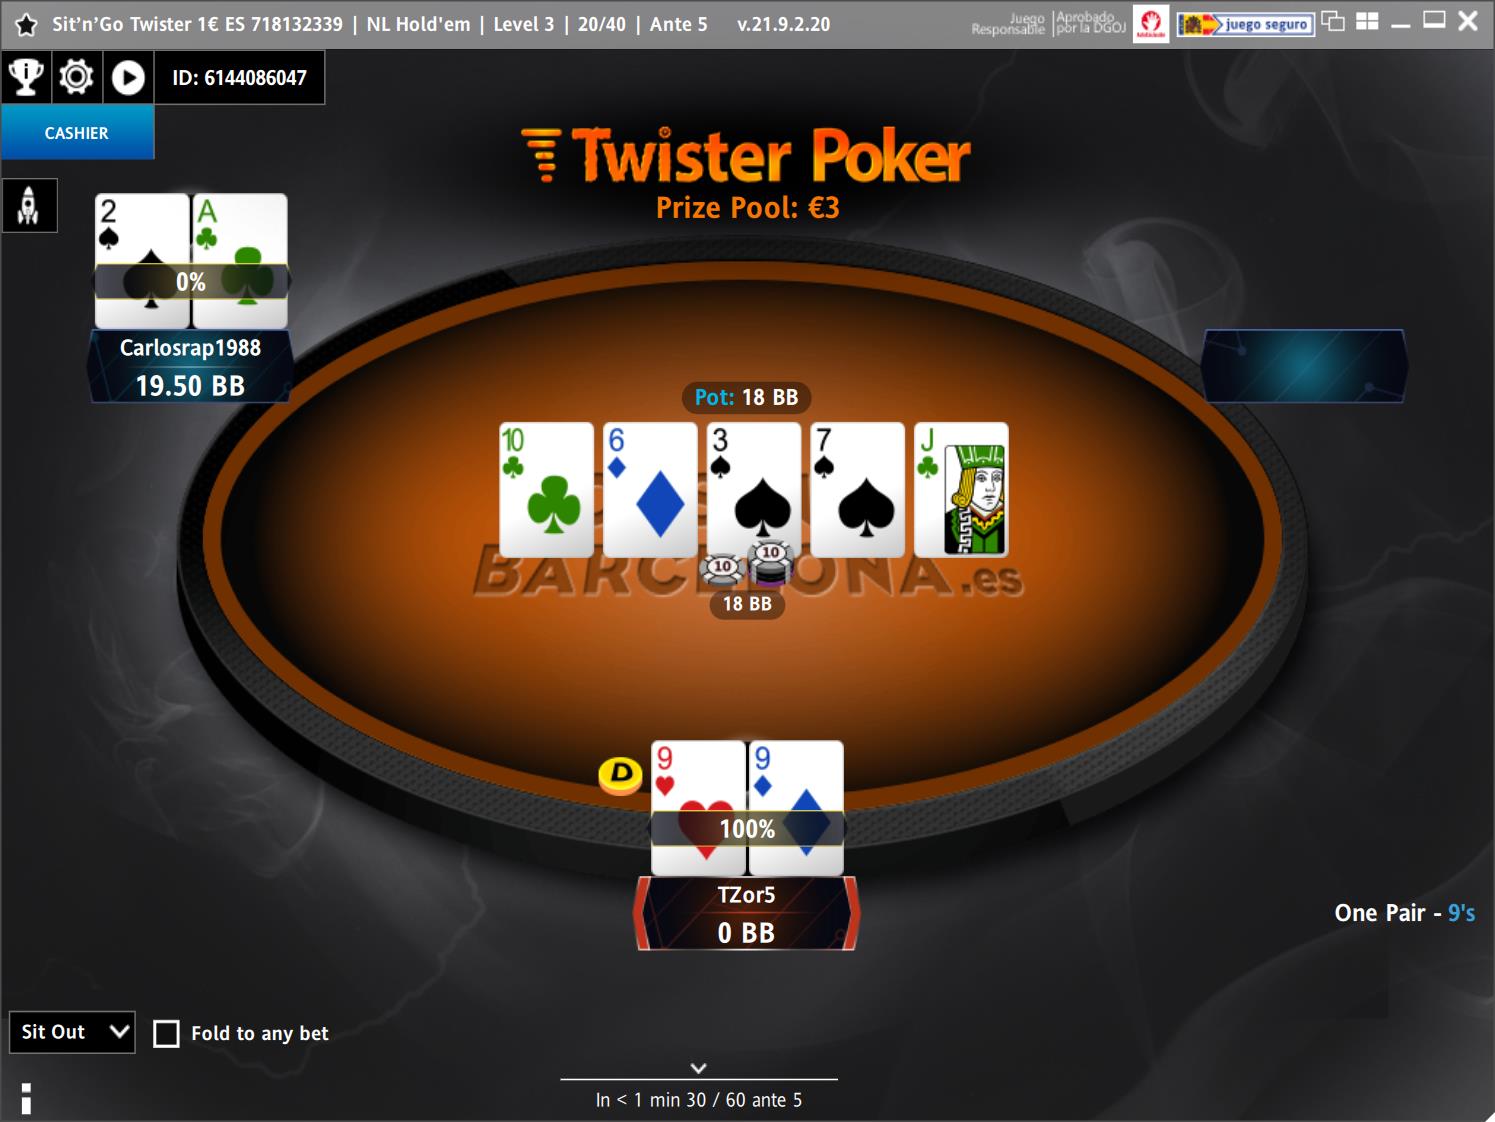 Sit'n'Go Twister 1€ ES 718132339 | NL Hold'em | Level 3 | 20/40 | Ante 5 v.21.9.2.20
Juego Responsable | Aprobado por la DGOJ
juego seguro
ID: 6144086047
CASHIER
Twister Poker
Prize Pool: €3
2 A
0%
Carlosrap1988
19.50 BB
Pot: 18 BB
10 6 3 7 J
10 10
BARCELONA.es
18 BB
D
9 9
100%
TZor5
0 BB
One Pair - 9's
Sit Out
Fold to any bet
In < 1 min 30 / 60 ante 5